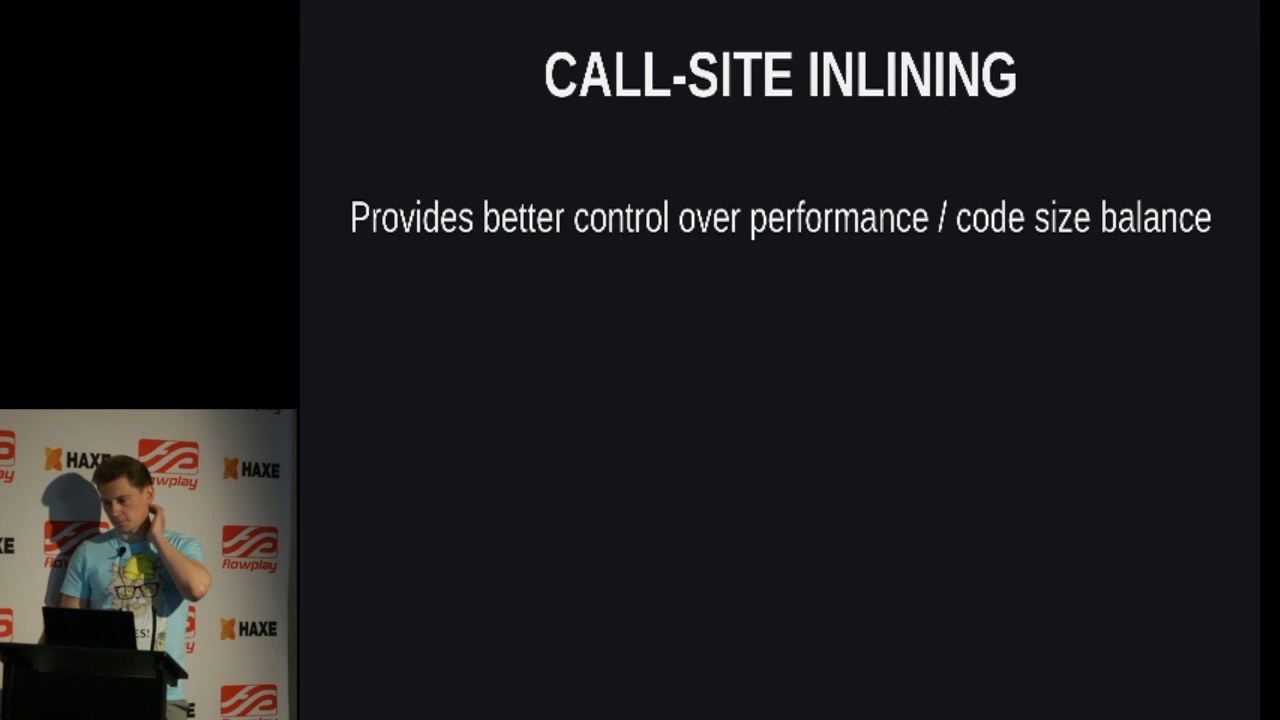 CALL-SITE INLINING
Provides better control over performance / code size balance
HAXE
flowplay
HAXE
flowplay
HAXE